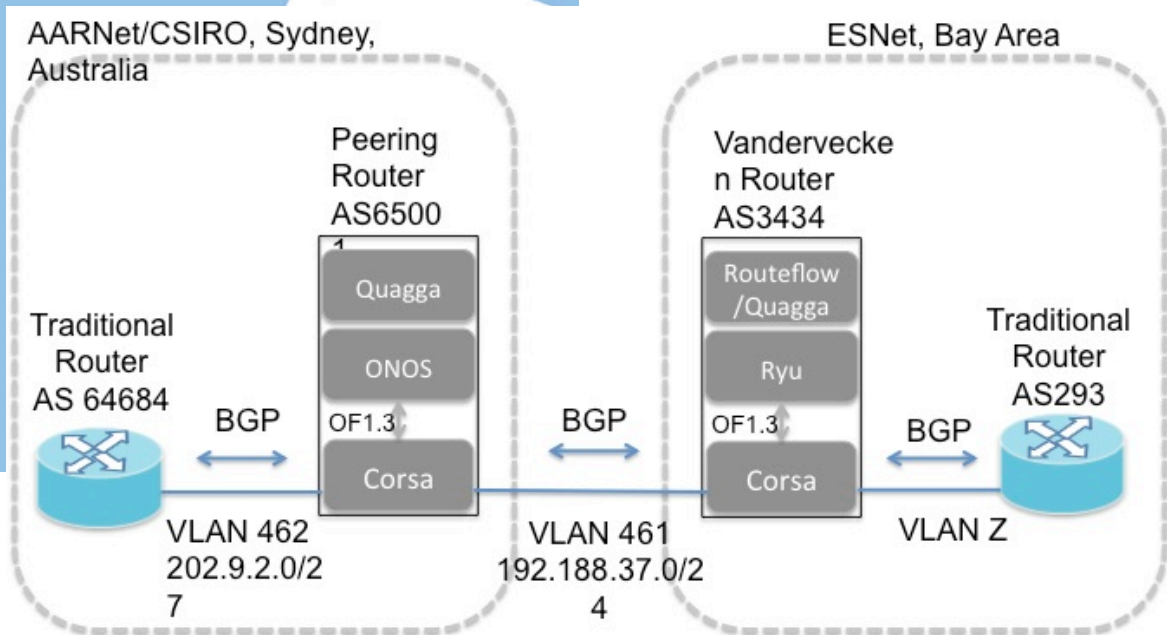 AARNet/CSIRO, Sydney,
Australia
ESNet, Bay Area
Peering
Router
AS6500
1
Vandervecke
n Router
AS3434
Quagga
Routeflow
/Quagga
Traditional
Router
AS 64684
ONOS
Ryu
Traditional
Router
AS293
BGP
OF1.3
BGP
OF1.3
BGP
Corsa
Corsa
VLAN 462
202.9.2.0/2
7
VLAN 461
192.188.37.0/2
4
VLAN Z